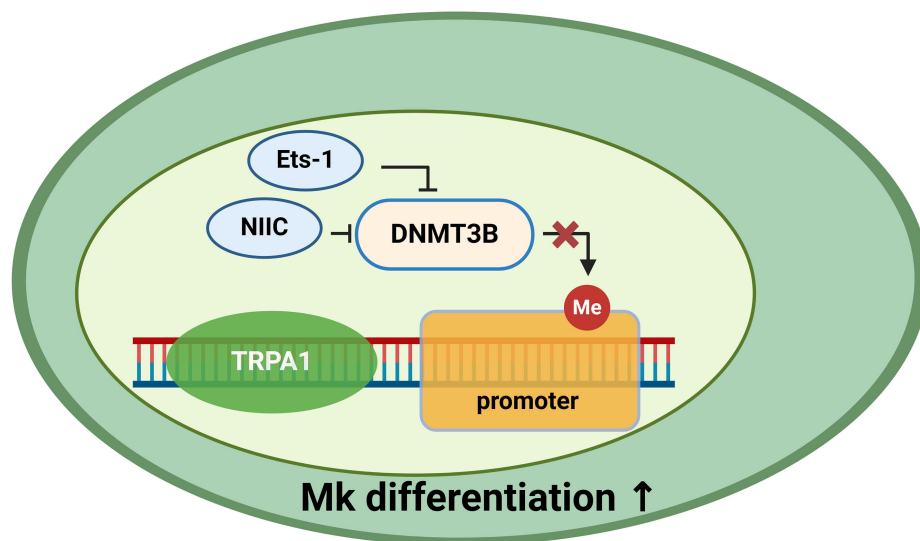 Ets-1
NIIC
DNMT3B
Me
TRPA1
promoter
Mk differentiation ↑